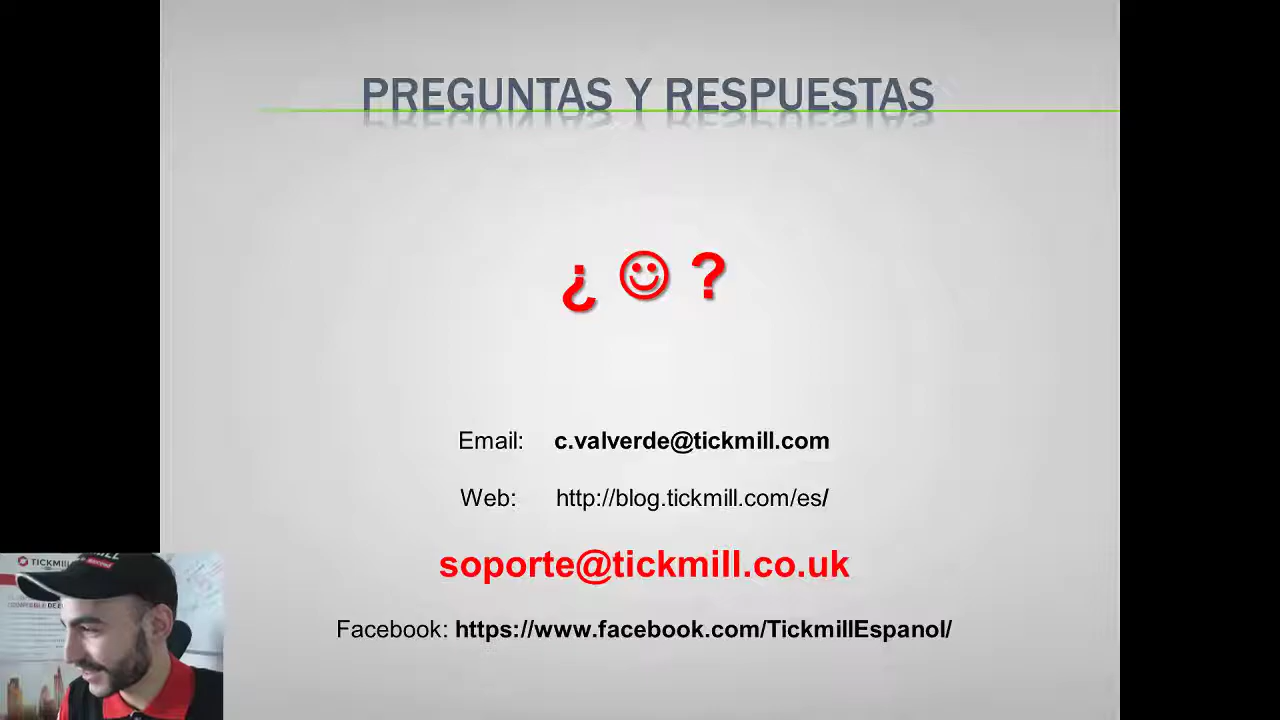 PREGUNTAS Y RESPUESTAS
¿ ☺ ?
Email: c.valverde@tickmill.com
Web: http://blog.tickmill.com/es/
soporte@tickmill.co.uk
Facebook: https://www.facebook.com/TickmillEspanol/
TICKMILL